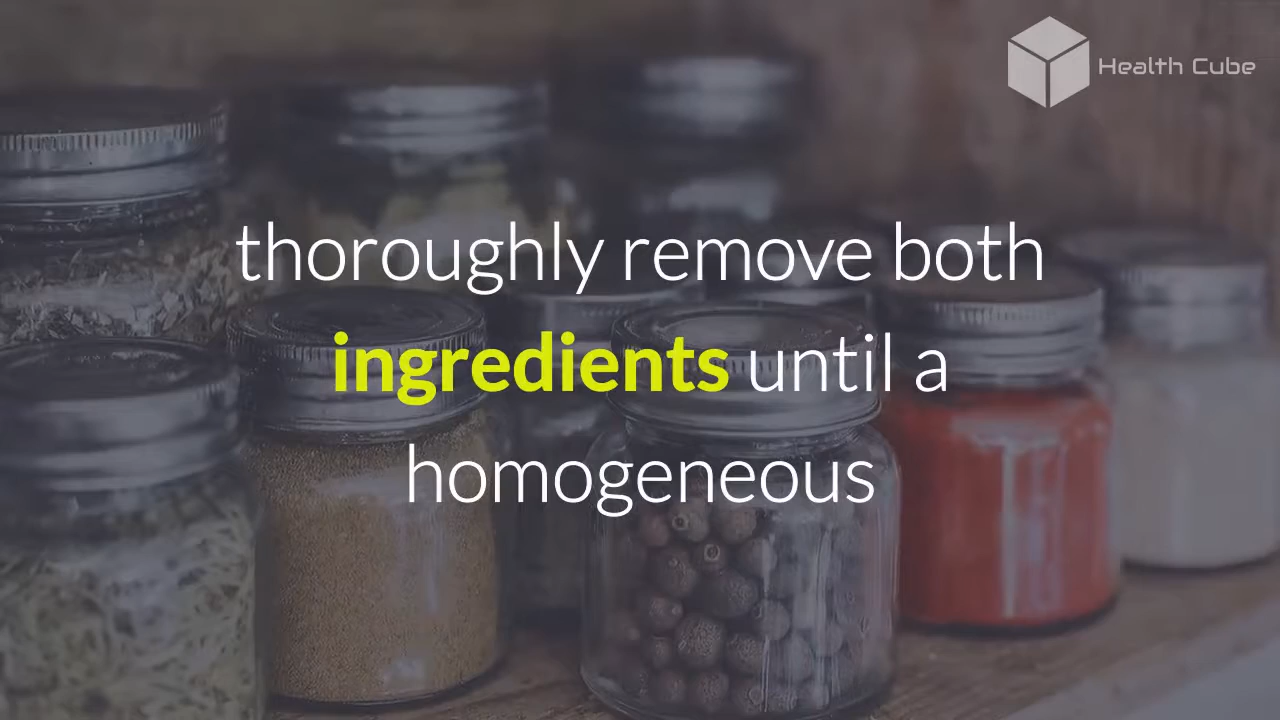 Health Cube
thoroughly remove both
ingredients until a
homogeneous